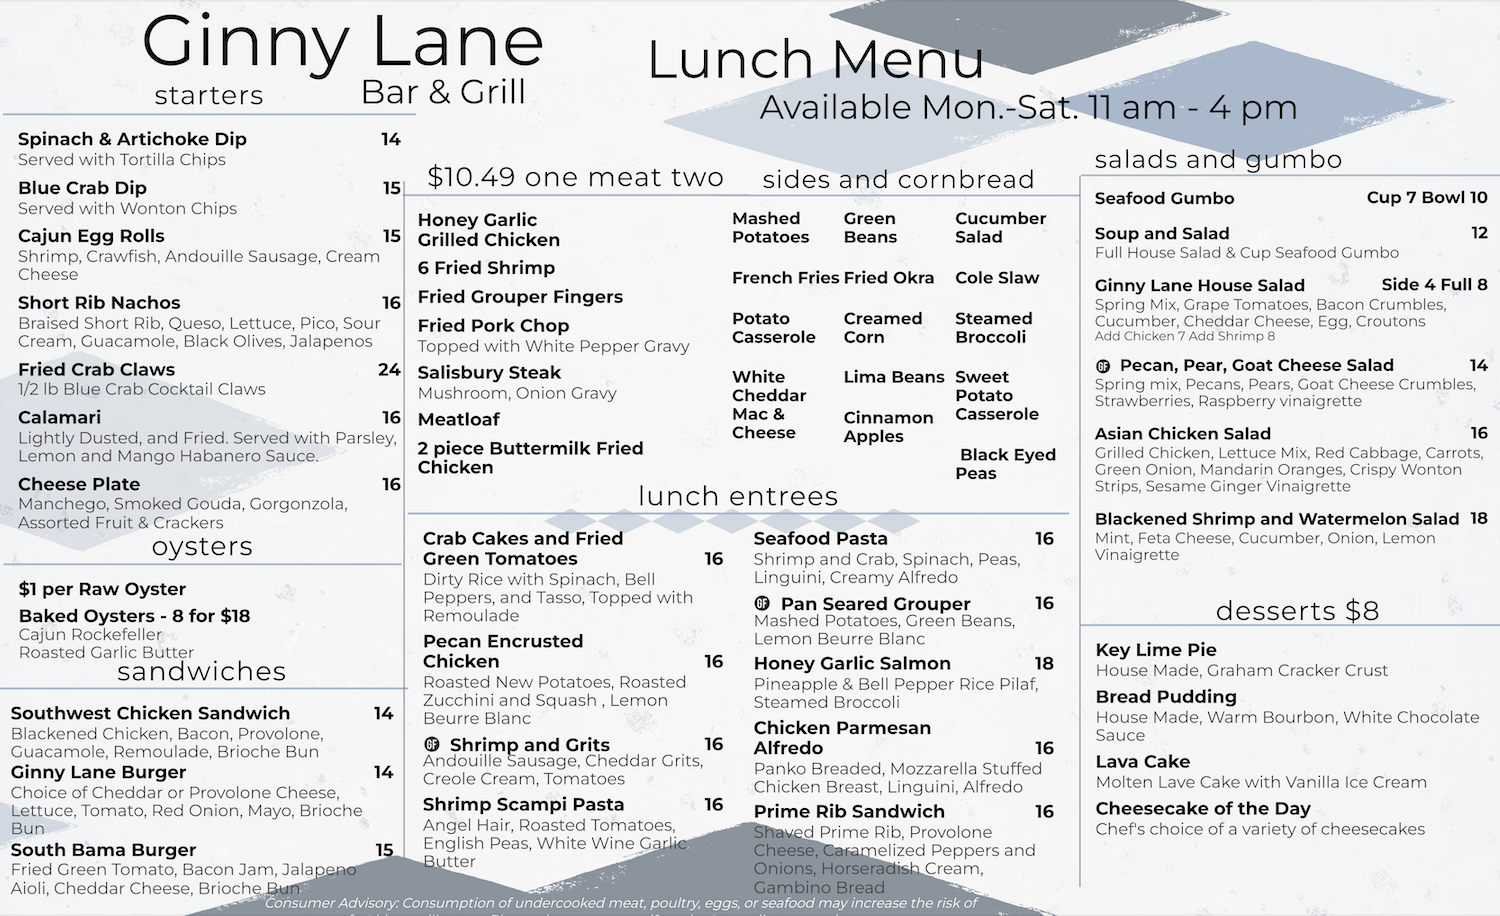 Ginny Lane
Bar & Grill
Lunch Menu
Available Mon.-Sat. 11 am - 4 pm
starters
Spinach & Artichoke Dip 14
Served with Tortilla Chips
Blue Crab Dip 15
Served with Wonton Chips
Cajun Egg Rolls 15
Shrimp, Crawfish, Andouille Sausage, Cream
Cheese
Short Rib Nachos 16
Braised Short Rib, Queso, Lettuce, Pico, Sour
Cream, Guacamole, Black Olives, Jalapenos
Fried Crab Claws 24
1/2 lb Blue Crab Cocktail Claws
Calamari 16
Lightly Dusted, and Fried. Served with Parsley,
Lemon and Mango Habanero Sauce.
Cheese Plate 16
Manchego, Smoked Gouda, Gorgonzola,
Assorted Fruit & Crackers
oysters
$1 per Raw Oyster
Baked Oysters - 8 for $18
Cajun Rockefeller
Roasted Garlic Butter
sandwiches
Southwest Chicken Sandwich 14
Blackened Chicken, Bacon, Provolone,
Guacamole, Remoulade, Brioche Bun
Ginny Lane Burger 14
Choice of Cheddar or Provolone Cheese,
Lettuce, Tomato, Red Onion, Mayo, Brioche
Bun
South Bama Burger 15
Fried Green Tomato, Bacon Jam, Jalapeno
Aioli, Cheddar Cheese, Brioche Bun
$10.49 one meat two sides and cornbread
Honey Garlic
Grilled Chicken
6 Fried Shrimp
Fried Grouper Fingers
Fried Pork Chop
Topped with White Pepper Gravy
Salisbury Steak
Mushroom, Onion Gravy
Meatloaf
2 piece Buttermilk Fried
Chicken
Mashed
Potatoes
French Fries
Potato
Casserole
White
Cheddar
Mac &
Cheese
Green
Beans
Fried Okra
Creamed
Corn
Lima Beans
Cinnamon
Apples
Cucumber
Salad
Cole Slaw
Steamed
Broccoli
Sweet
Potato
Casserole
Black Eyed
Peas
lunch entrees
Crab Cakes and Fried
Green Tomatoes 16
Dirty Rice with Spinach, Bell
Peppers, and Tasso, Topped with
Remoulade
Pecan Encrusted
Chicken 16
Roasted New Potatoes, Roasted
Zucchini and Squash , Lemon
Beurre Blanc
GF Shrimp and Grits 16
Andouille Sausage, Cheddar Grits,
Creole Cream, Tomatoes
Shrimp Scampi Pasta 16
Angel Hair, Roasted Tomatoes,
English Peas, White Wine Garlic
Butter
Seafood Pasta 16
Shrimp and Crab, Spinach, Peas,
Linguini, Creamy Alfredo
GF Pan Seared Grouper 16
Mashed Potatoes, Green Beans,
Lemon Beurre Blanc
Honey Garlic Salmon 18
Pineapple & Bell Pepper Rice Pilaf,
Steamed Broccoli
Chicken Parmesan
Alfredo 16
Panko Breaded, Mozzarella Stuffed
Chicken Breast, Linguini, Alfredo
Prime Rib Sandwich 16
Shaved Prime Rib, Provolone
Cheese, Caramelized Peppers and
Onions, Horseradish Cream,
Gambino Bread
salads and gumbo
Seafood Gumbo Cup 7 Bowl 10
Soup and Salad 12
Full House Salad & Cup Seafood Gumbo
Ginny Lane House Salad Side 4 Full 8
Spring Mix, Grape Tomatoes, Bacon Crumbles,
Cucumber, Cheddar Cheese, Egg, Croutons
Add Chicken 7 Add Shrimp 8
GF Pecan, Pear, Goat Cheese Salad 14
Spring mix, Pecans, Pears, Goat Cheese Crumbles,
Strawberries, Raspberry vinaigrette
Asian Chicken Salad 16
Grilled Chicken, Lettuce Mix, Red Cabbage, Carrots,
Green Onion, Mandarin Oranges, Crispy Wonton
Strips, Sesame Ginger Vinaigrette
Blackened Shrimp and Watermelon Salad 18
Mint, Feta Cheese, Cucumber, Onion, Lemon
Vinaigrette
desserts $8
Key Lime Pie
House Made, Graham Cracker Crust
Bread Pudding
House Made, Warm Bourbon, White Chocolate
Sauce
Lava Cake
Molten Lave Cake with Vanilla Ice Cream
Cheesecake of the Day
Chef's choice of a variety of cheesecakes
Consumer Advisory: Consumption of undercooked meat, poultry, eggs, or seafood may increase the risk of